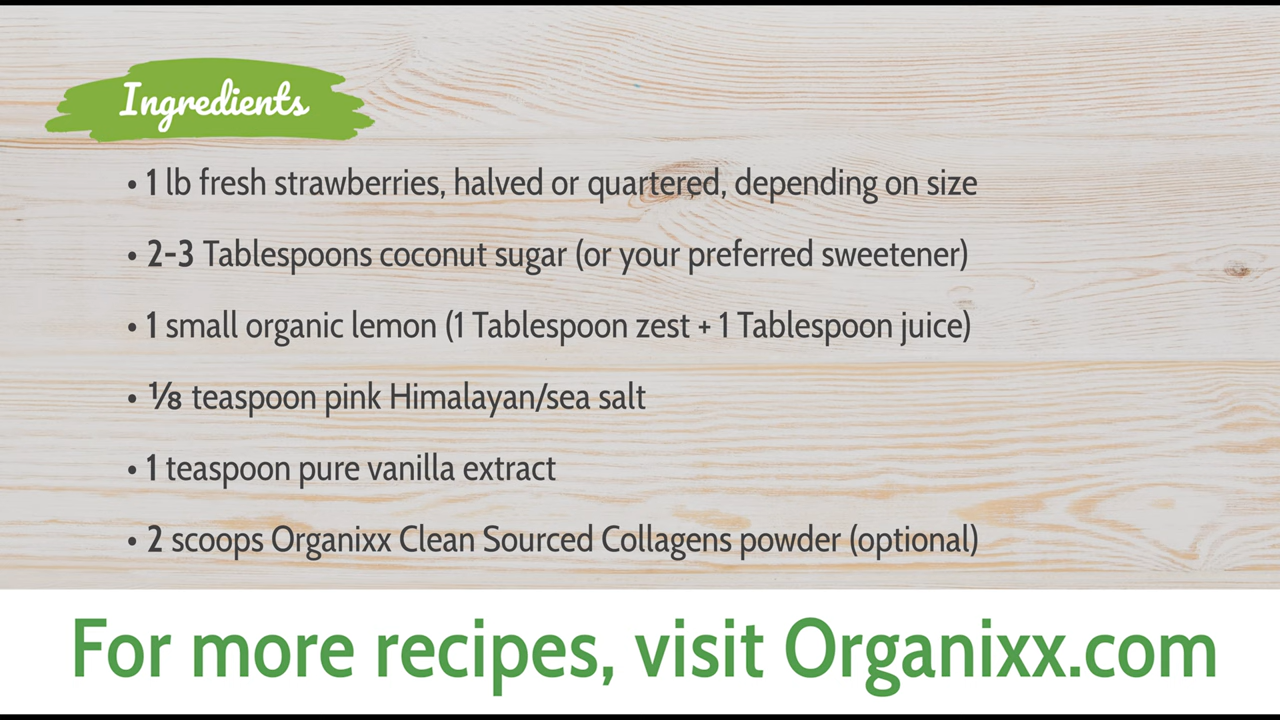 Ingredients
• 1 lb fresh strawberries, halved or quartered, depending on size
• 2-3 Tablespoons coconut sugar (or your preferred sweetener)
• 1 small organic lemon (1 Tablespoon zest + 1 Tablespoon juice)
• ⅛ teaspoon pink Himalayan/sea salt
• 1 teaspoon pure vanilla extract
• 2 scoops Organixx Clean Sourced Collagens powder (optional)
For more recipes, visit Organixx.com